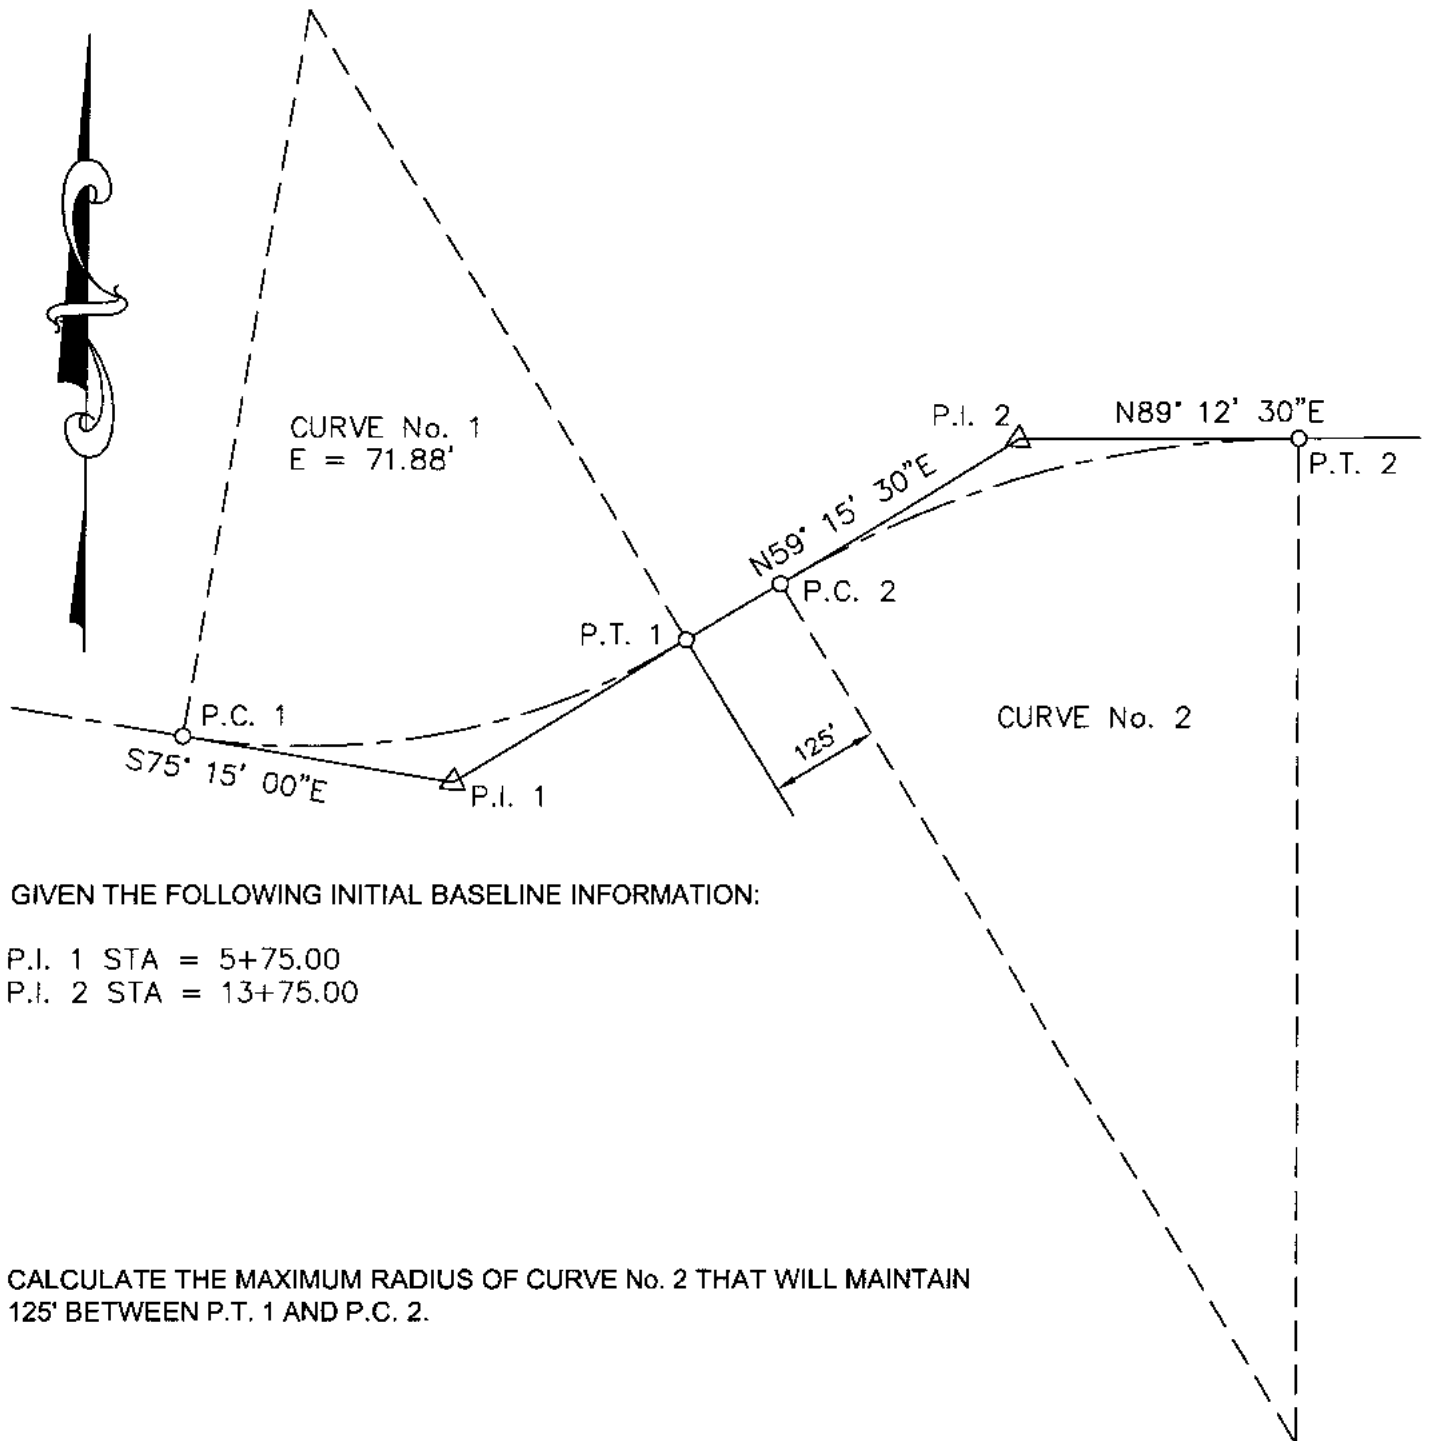 CURVE No. 1
E = 71.88'
P.I. 2
N89° 12' 30"E
P.T. 2
N59° 15' 30"E
P.C. 2
P.T. 1
P.C. 1
S75° 15' 00"E
P.I. 1
125'
CURVE No. 2
GIVEN THE FOLLOWING INITIAL BASELINE INFORMATION:
P.I. 1 STA = 5+75.00
P.I. 2 STA = 13+75.00
CALCULATE THE MAXIMUM RADIUS OF CURVE No. 2 THAT WILL MAINTAIN
125' BETWEEN P.T. 1 AND P.C. 2.